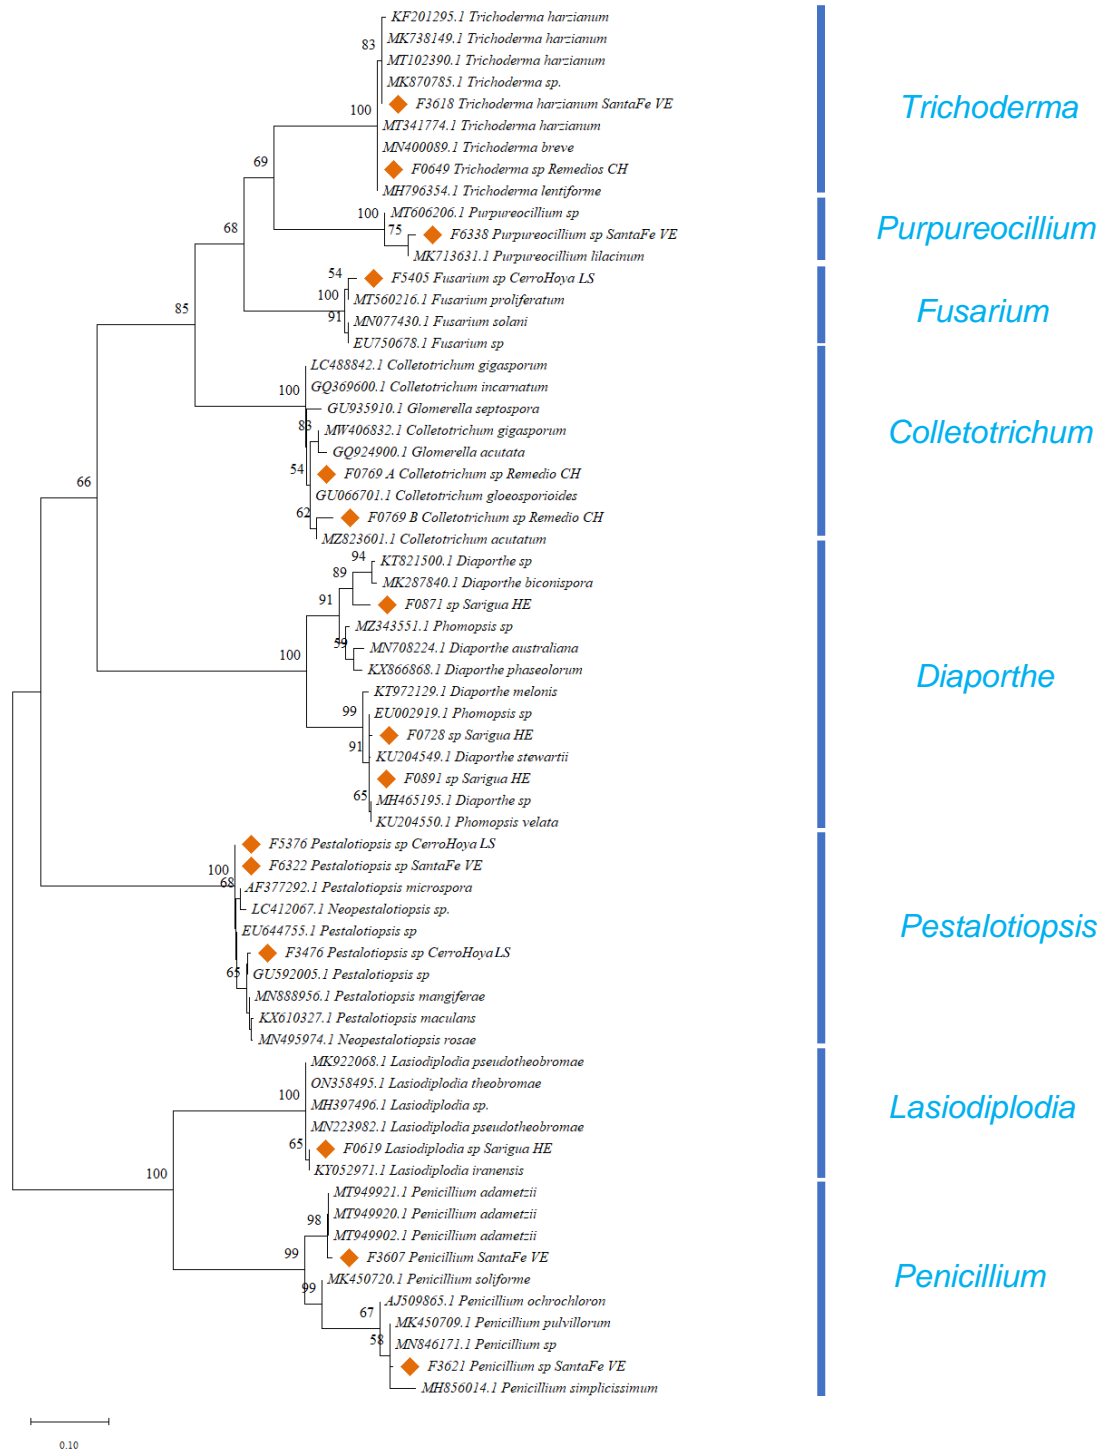 KF201295.1 Trichoderma harzianum
MK738149.1 Trichoderma harzianum
83
MT102390.1 Trichoderma harzianum
MK870785.1 Trichoderma sp.
F3618 Trichoderma harzianum SantaFe VE
Trichoderma
100
MT341774.1 Trichoderma harzianum
MN400089.1 Trichoderma breve
69
F0649 Trichoderma sp Remedios CH
MH796354.1 Trichoderma lentiforme
100
MT606206.1 Purpureocillium sp
68
75
F6338 Purpureocillium sp SantaFe VE
Purpureocillium
MK713631.1 Purpureocillium lilacinum
54
F5405 Fusarium sp CerroHoya LS
100
MT560216.1 Fusarium proliferatum
85
91
MN077430.1 Fusarium solani
Fusarium
EU750678.1 Fusarium sp
LC488842.1 Colletotrichum gigasporum
100
GQ369600.1 Colletotrichum incarnatum
GU935910.1 Glomerella septospora
83
MW406832.1 Colletotrichum gigasporum
Colletotrichum
GQ924900.1 Glomerella acutata
54
F0769 A Colletotrichum sp Remedio CH
66
GU066701.1 Colletotrichum gloeosporioides
62
F0769 B Colletotrichum sp Remedio CH
MZ823601.1 Colletotrichum acutatum
94
KT821500.1 Diaporthe sp
89
MK287840.1 Diaporthe biconispora
91
F0871 sp Sarigua HE
MZ343551.1 Phomopsis sp
59
MN708224.1 Diaporthe australiana
100
KX866868.1 Diaporthe phaseolorum
Diaporthe
KT972129.1 Diaporthe melonis
99
EU002919.1 Phomopsis sp
F0728 sp Sarigua HE
91
KU204549.1 Diaporthe stewartii
F0891 sp Sarigua HE
65
MH465195.1 Diaporthe sp
KU204550.1 Phomopsis velata
F5376 Pestalotiopsis sp CerroHoya LS
100
F6322 Pestalotiopsis sp SantaFe VE
68
AF377292.1 Pestalotiopsis microspora
LC412067.1 Neopestalotiopsis sp.
EU644755.1 Pestalotiopsis sp
Pestalotiopsis
F3476 Pestalotiopsis sp CerroHoya LS
65
GU592005.1 Pestalotiopsis sp
MN888956.1 Pestalotiopsis mangiferae
KX610327.1 Pestalotiopsis maculans
MN495974.1 Neopestalotiopsis rosae
MK922068.1 Lasiodiplodia pseudotheobromae
ON358495.1 Lasiodiplodia theobromae
100
MH397496.1 Lasiodiplodia sp.
Lasiodiplodia
MN223982.1 Lasiodiplodia pseudotheobromae
65
F0619 Lasiodiplodia sp Sarigua HE
100
KY052971.1 Lasiodiplodia iranensis
MT949921.1 Penicillium adametzii
98
MT949920.1 Penicillium adametzii
MT949902.1 Penicillium adametzii
99
F3607 Penicillium SantaFe VE
99
MK450720.1 Penicillium soliforme
Penicillium
AJ509865.1 Penicillium ochrochloron
67
MK450709.1 Penicillium pulvillorum
58
MN846171.1 Penicillium sp
F3621 Penicillium sp SantaFe VE
MH856014.1 Penicillium simplicissimum
0.10